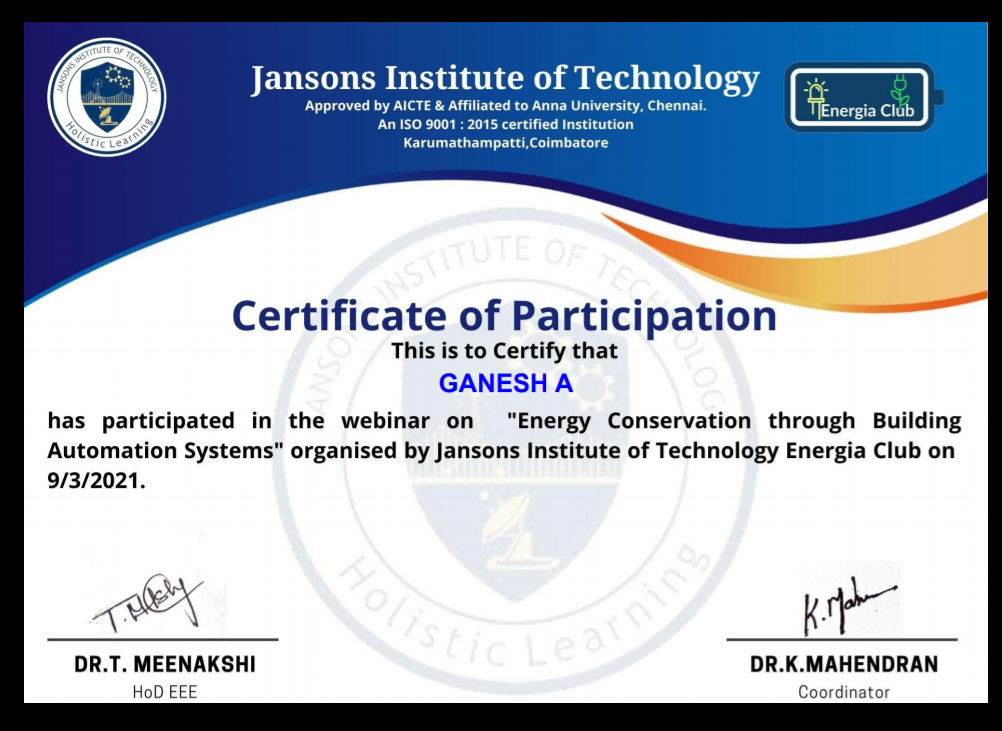 JANSONS INSTITUTE OF TECHNOLOGY
Holistic Learning
Jansons Institute of Technology
Approved by AICTE & Affiliated to Anna University, Chennai.
An ISO 9001 : 2015 certified Institution
Karumathampatti,Coimbatore
Energia Club
JANSONS INSTITUTE OF TECHNOLOGY
Certificate of Participation
This is to Certify that
GANESH A
has participated in the webinar on "Energy Conservation through Building
Automation Systems" organised by Jansons Institute of Technology Energia Club on
9/3/2021.
Holistic Learning
K.Mahe
DR.T. MEENAKSHI
HoD EEE
DR.K.MAHENDRAN
Coordinator